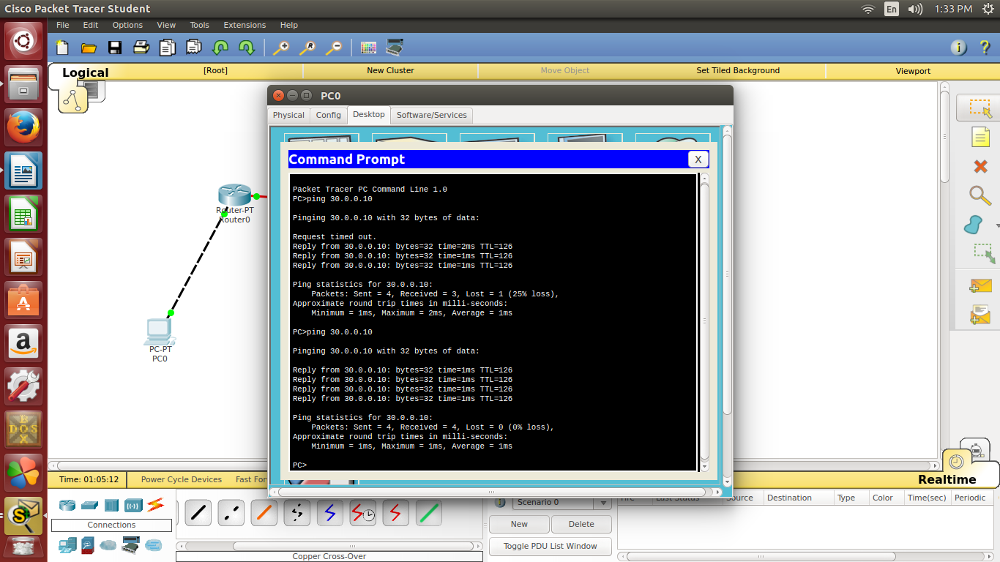 Cisco Packet Tracer Student
En
1:33 PM
File Edit Options View Tools Extensions Help
Logical
[Root]
New Cluster
Move Object
Set Tiled Background
Viewport
PC0
Physical
Config
Desktop
Software/Services
Command Prompt
X
Packet Tracer PC Command Line 1.0
PC>ping 30.0.0.10
Pinging 30.0.0.10 with 32 bytes of data:
Request timed out.
Reply from 30.0.0.10: bytes=32 time=2ms TTL=126
Reply from 30.0.0.10: bytes=32 time=1ms TTL=126
Reply from 30.0.0.10: bytes=32 time=1ms TTL=126
Ping statistics for 30.0.0.10:
Packets: Sent = 4, Received = 3, Lost = 1 (25% loss),
Approximate round trip times in milli-seconds:
Minimum = 1ms, Maximum = 2ms, Average = 1ms
PC>ping 30.0.0.10
Pinging 30.0.0.10 with 32 bytes of data:
Reply from 30.0.0.10: bytes=32 time=1ms TTL=126
Reply from 30.0.0.10: bytes=32 time=1ms TTL=126
Reply from 30.0.0.10: bytes=32 time=1ms TTL=126
Reply from 30.0.0.10: bytes=32 time=1ms TTL=126
Ping statistics for 30.0.0.10:
Packets: Sent = 4, Received = 4, Lost = 0 (0% loss),
Approximate round trip times in milli-seconds:
Minimum = 1ms, Maximum = 1ms, Average = 1ms
PC>
Router-PT
Router0
PC-PT
PC0
Time: 01:05:12
Power Cycle Devices
Fast For
Realtime
Connections
Copper Cross-Over
Scenario 0
New
Delete
Toggle PDU List Window
Fire
Last Status
Source
Destination
Type
Color
Time(sec)
Periodic